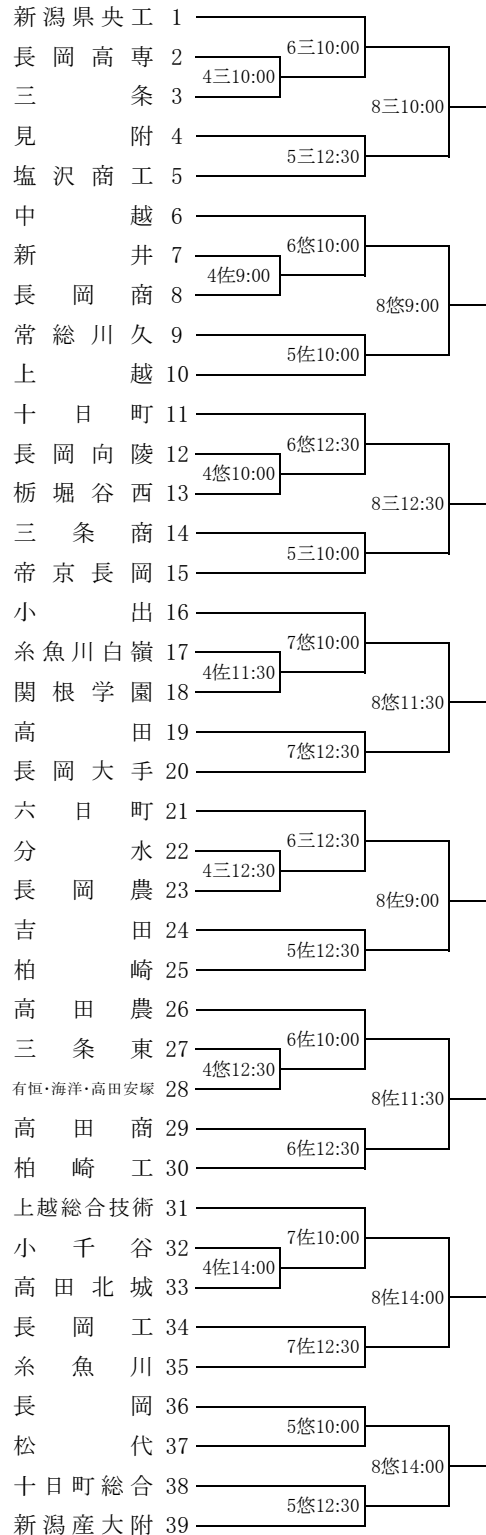 新潟県央工 1
6三10:00
長岡高専 2
4三10:00
三条 3
8三10:00
見附 4
5三12:30
塩沢商工 5
中越 6
6悠10:00
新井 7
4佐9:00
長岡商 8
8悠9:00
常総川久 9
5佐10:00
上越 10
十日町 11
6悠12:30
長岡向陵 12
4悠10:00
栃堀谷西 13
8三12:30
三条商 14
5三10:00
帝京長岡 15
小出 16
7悠10:00
糸魚川白嶺 17
4佐11:30
関根学園 18
8悠11:30
高田 19
7悠12:30
長岡大手 20
六日町 21
6三12:30
分水 22
4三12:30
長岡農 23
8佐9:00
吉田 24
5佐12:30
柏崎 25
高田農 26
6佐10:00
三条東 27
4悠12:30
有恒・海洋・高田安塚 28
8佐11:30
高田商 29
6佐12:30
柏崎工 30
上越総合技術 31
7佐10:00
小千谷 32
4佐14:00
高田北城 33
8佐14:00
長岡工 34
7佐12:30
糸魚川 35
長岡 36
5悠10:00
松代 37
8悠14:00
十日町総合 38
5悠12:30
新潟産大附 39